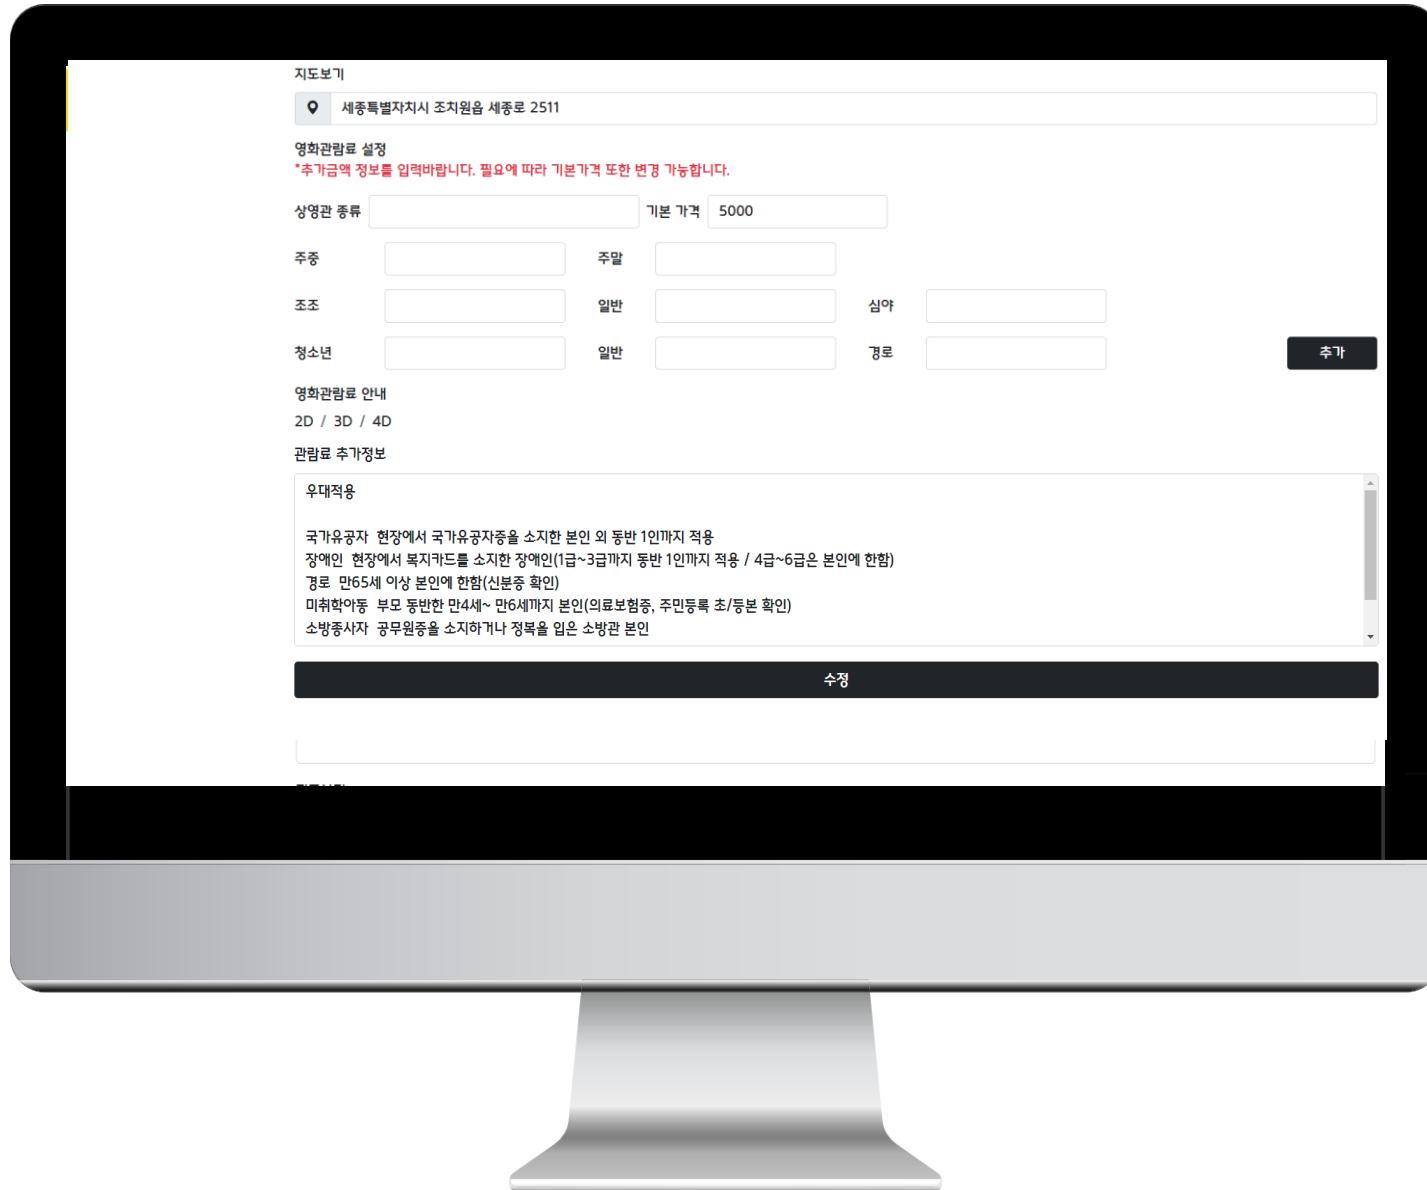 지도보기
세종특별자치시 조치원읍 세종로 2511
영화관람료 설정
*추가금액 정보를 입력바랍니다. 필요에 따라 기본가격 또한 변경 가능합니다.
상영관 종류 기본 가격 5000
주중 주말
조조 일반 심야
청소년 일반 경로 추가
영화관람료 안내
2D / 3D / 4D
관람료 추가정보
우대적용
국가유공자 현장에서 국가유공자증을 소지한 본인 외 동반 1인까지 적용
장애인 현장에서 복지카드를 소지한 장애인(1급~3급까지 동반 1인까지 적용 / 4급~6급은 본인에 한함)
경로 만65세 이상 본인에 한함(신분증 확인)
미취학아동 부모 동반한 만4세~ 만6세까지 본인(의료보험증, 주민등록 초/등본 확인)
소방종사자 공무원증을 소지하거나 정복을 입은 소방관 본인
수정